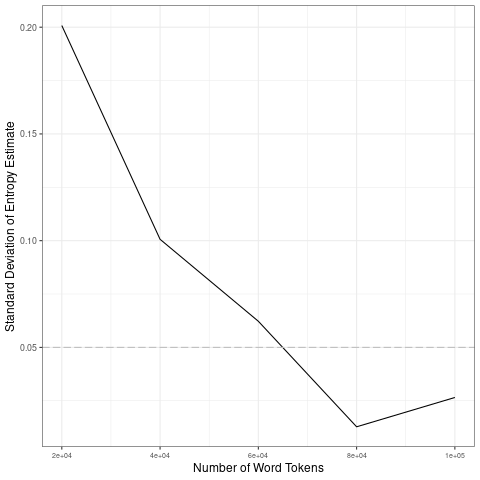 Standard Deviation of Entropy Estimate
0.20
0.15
0.10
0.05
2e+04 4e+04 6e+04 8e+04 1e+05
Number of Word Tokens